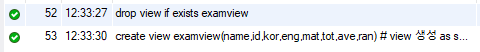 52 12:33:27 drop view if exists examview
53 12:33:30 create view examview(name,id,kor,eng,mat,tot,ave,ran) # view 생성 as s...